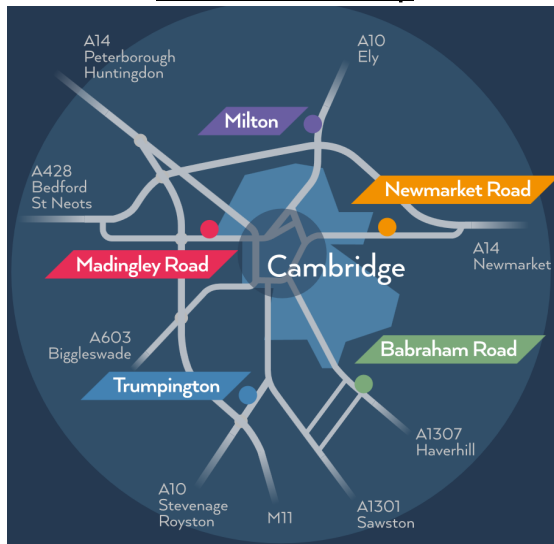 A14
Peterborough
Huntingdon
A10
Ely
Milton
A428
Bedford
St Neots
Newmarket Road
A14
Newmarket
Madingley Road
Cambridge
A603
Biggleswade
Babraham Road
Trumpington
A1307
Haverhill
A10
Stevenage
Royston
M11
A1301
Sawston